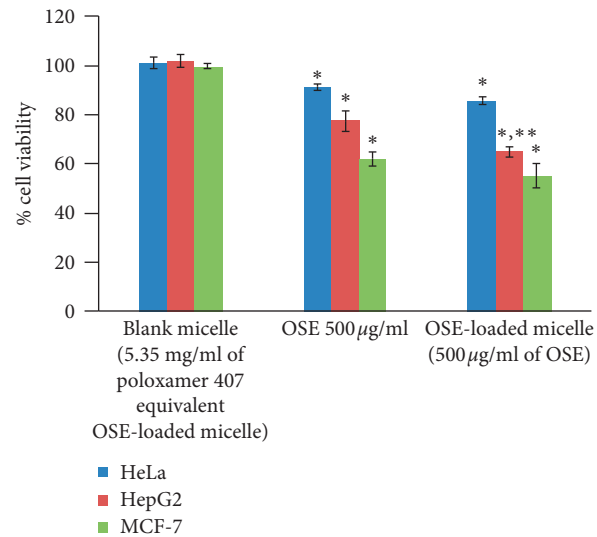 120
100
80
60
40
20
0
% cell viability
*
*
*
*
*,**
*
Blank micelle
(5.35 mg/ml of
poloxamer 407
equivalent
OSE-loaded micelle)
OSE 500 µg/ml
OSE-loaded micelle
(500 µg/ml of OSE)
HeLa
HepG2
MCF-7